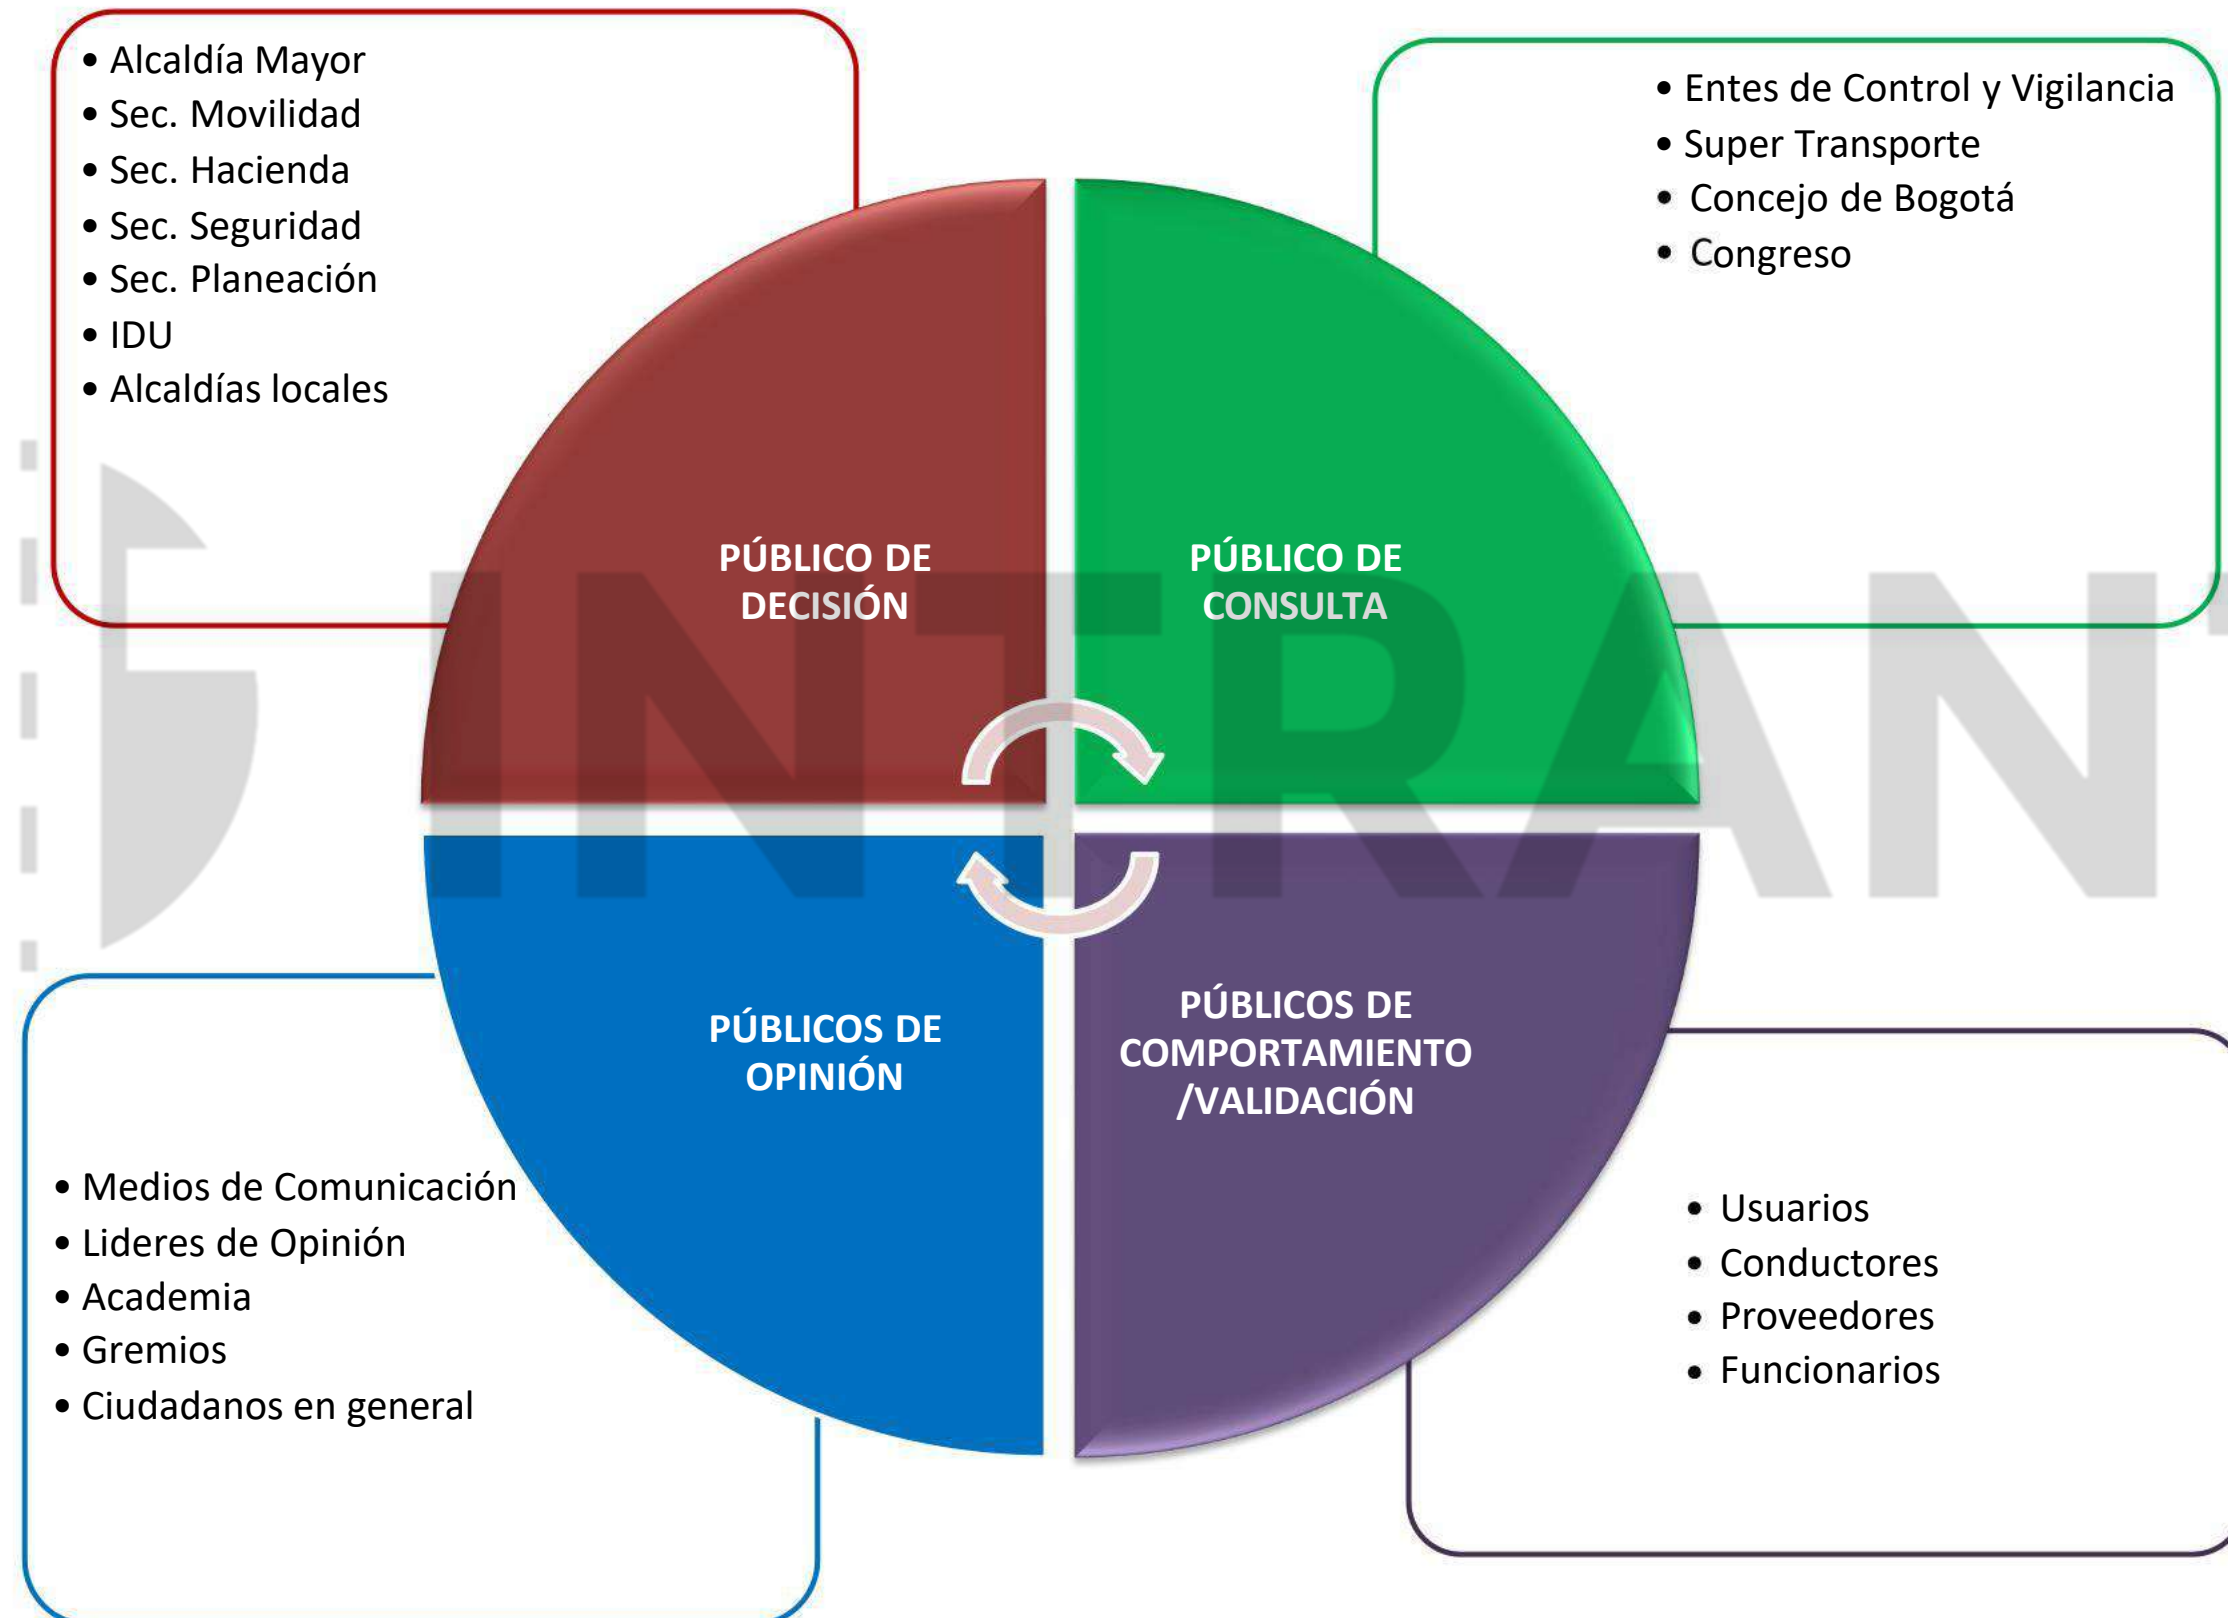 • Alcaldía Mayor
• Sec. Movilidad
• Sec. Hacienda
• Sec. Seguridad
• Sec. Planeación
• IDU
• Alcaldías locales
• Entes de Control y Vigilancia
• Super Transporte
• Concejo de Bogotá
• Congreso
PÚBLICO DE
DECISIÓN
PÚBLICO DE
CONSULTA
INTRANT
PÚBLICOS DE
OPINIÓN
PÚBLICOS DE
COMPORTAMIENTO
/VALIDACIÓN
• Medios de Comunicación
• Lideres de Opinión
• Academia
• Gremios
• Ciudadanos en general
• Usuarios
• Conductores
• Proveedores
• Funcionarios